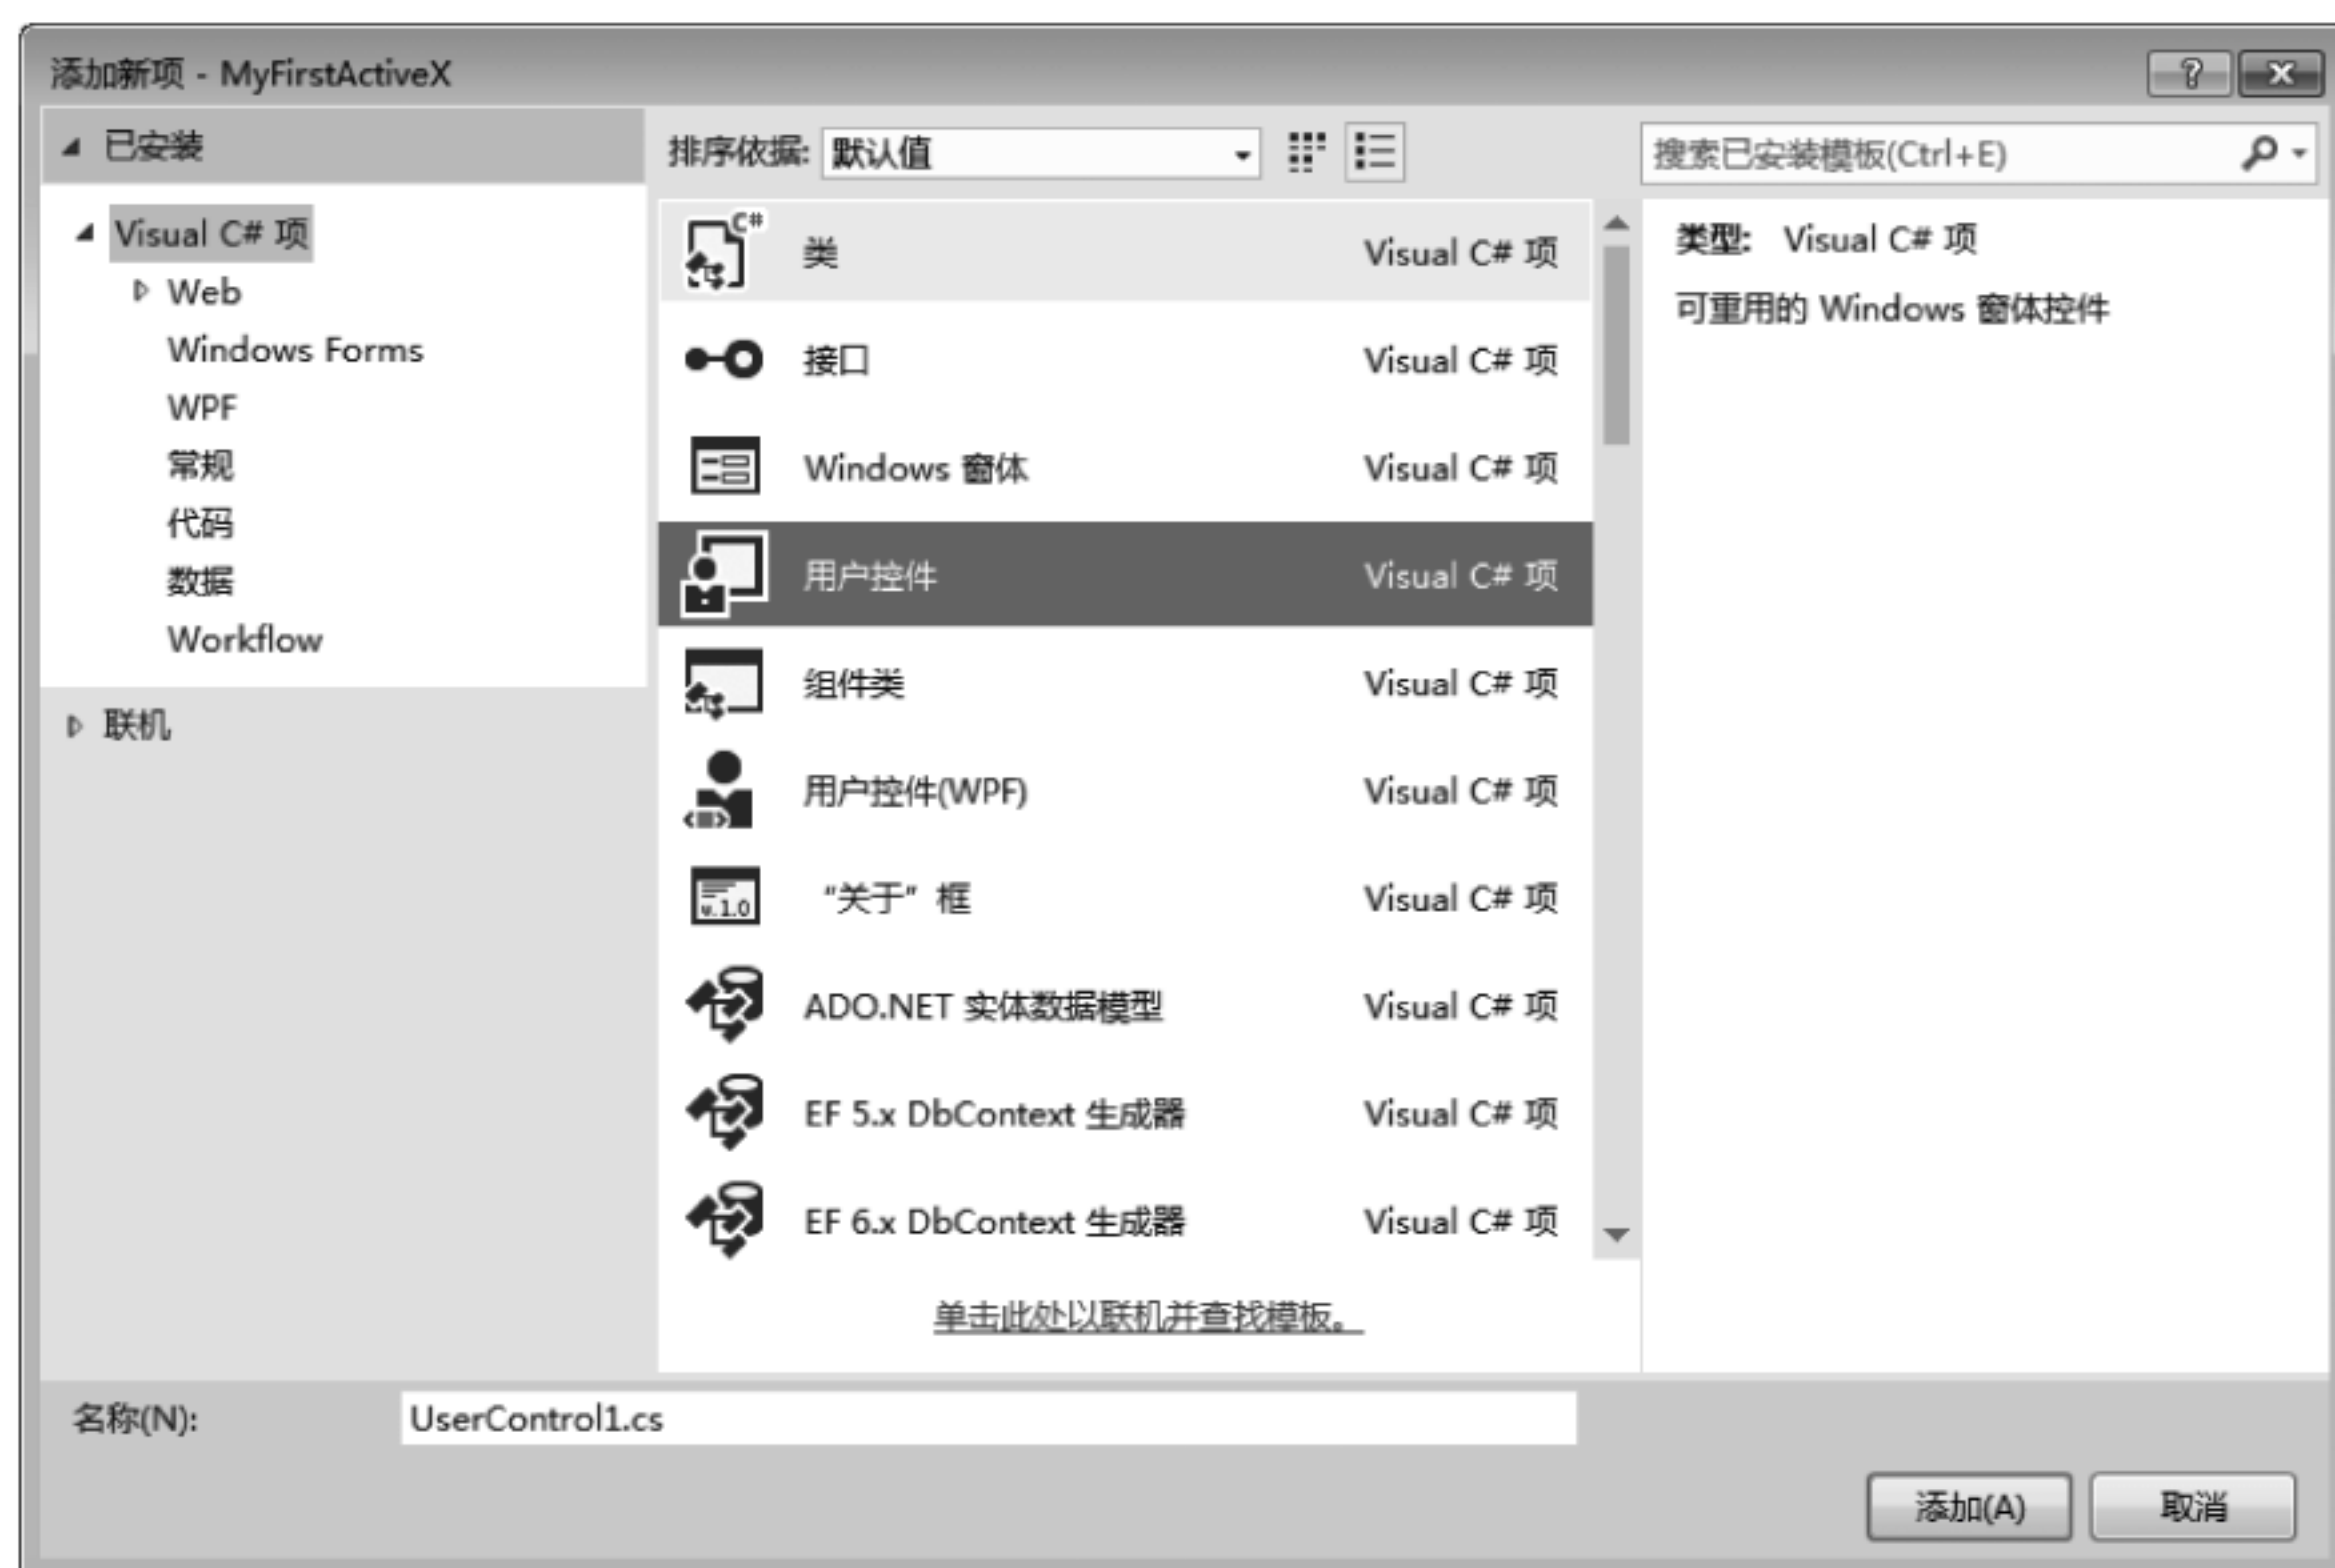 添加新项 - MyFirstActiveX
已安装
排序依据: 默认值
搜索已安装模板(Ctrl+E)
Visual C# 项
Web
Windows Forms
WPF
常规
代码
数据
Workflow
联机
类 Visual C# 项
接口 Visual C# 项
Windows 窗体 Visual C# 项
用户控件 Visual C# 项
组件类 Visual C# 项
用户控件(WPF) Visual C# 项
“关于” 框 Visual C# 项
ADO.NET 实体数据模型 Visual C# 项
EF 5.x DbContext 生成器 Visual C# 项
EF 6.x DbContext 生成器 Visual C# 项
单击此处以联机并查找模板。
类型: Visual C# 项
可重用的 Windows 窗体控件
名称(N): UserControl1.cs
添加(A) 取消